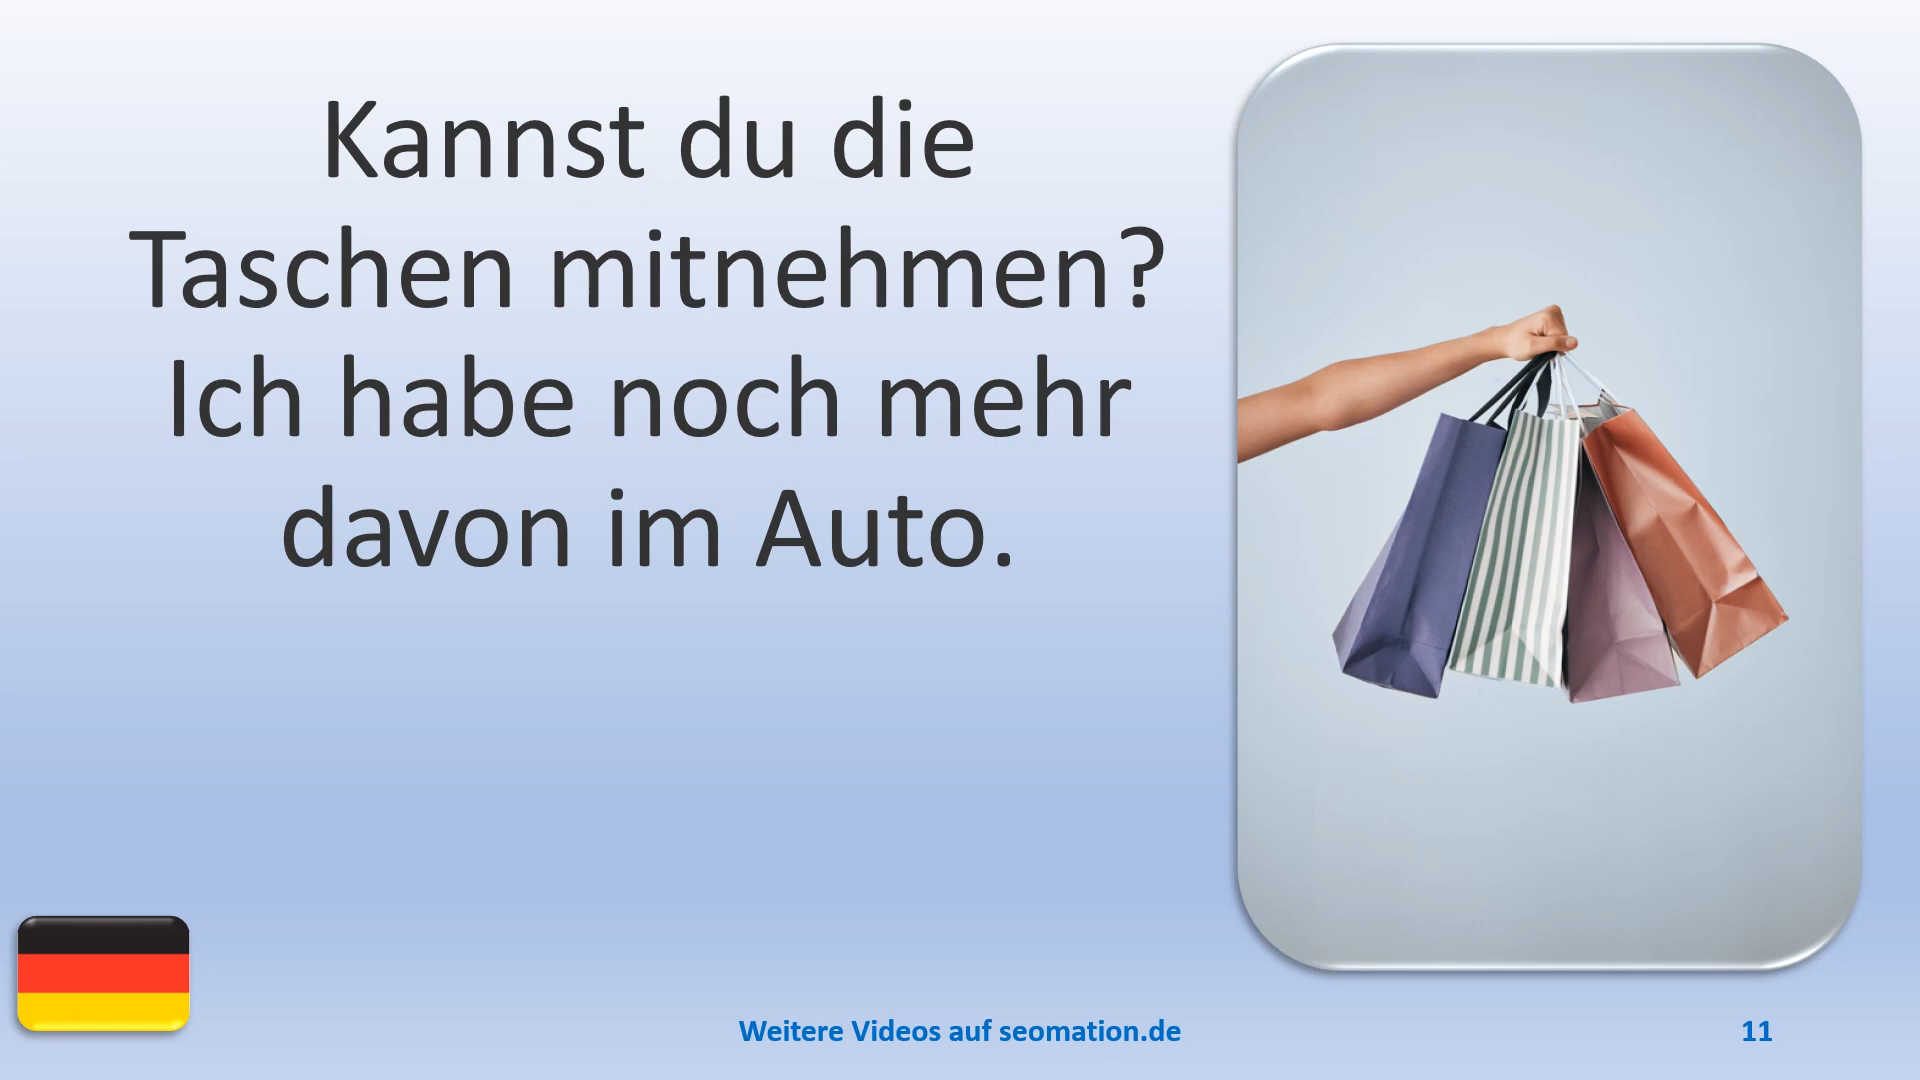 Kannst du die
Taschen mitnehmen?
Ich habe noch mehr
davon im Auto.
Weitere Videos auf seomation.de
11